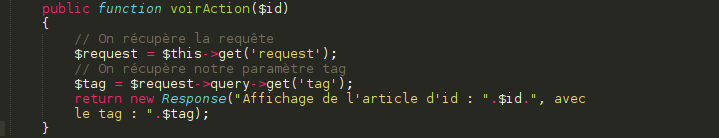 public function voirAction($id)
{
// On récupère la requête
$request = $this->get('request');
// On récupère notre paramètre tag
$tag = $request->query->get('tag');
return new Response("Affichage de l'article d'id : ".$id.", avec
le tag : ".$tag);
}